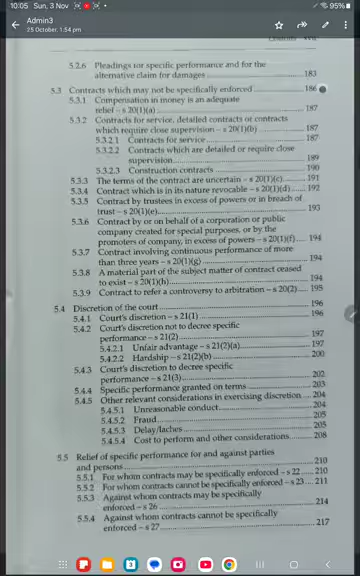 10:05 Sun, 3 Nov
95%
Admin3
25 October, 1.54 pm
Contents xvii
5.2.6 Pleadings for specific performance and for the
alternative claim for damages 183
5.3 Contracts which may not be specifically enforced 186
5.3.1 Compensation in money is an adequate
relief – s 20(1)(a) 187
5.3.2 Contracts for service, detailed contracts or contracts
which require close supervision – s 20(1)(b) 187
5.3.2.1 Contracts for service 187
5.3.2.2 Contracts which are detailed or require close
supervision 189
5.3.2.3 Construction contracts 190
5.3.3 The terms of the contract are uncertain – s 20(1)(c) 191
5.3.4 Contract which is in its nature revocable – s 20(1)(d) 192
5.3.5 Contract by trustees in excess of powers or in breach of
trust – s 20(1)(e) 193
5.3.6 Contract by or on behalf of a corporation or public
company created for special purposes, or by the
promoters of company, in excess of powers – s 20(1)(f) 194
5.3.7 Contract involving continuous performance of more
than three years – s 20(1)(g) 194
5.3.8 A material part of the subject matter of contract ceased
to exist – s 20(1)(h) 194
5.3.9 Contract to refer a controversy to arbitration – s 20(2) 195
5.4 Discretion of the court 196
5.4.1 Court's discretion – s 21(1) 196
5.4.2 Court's discretion not to decree specific
performance – s 21(2) 197
5.4.2.1 Unfair advantage – s 21(2)(a) 197
5.4.2.2 Hardship – s 21(2)(b) 200
5.4.3 Court's discretion to decree specific
performance – s 21(3) 202
5.4.4 Specific performance granted on terms 203
5.4.5 Other relevant considerations in exercising discretion 204
5.4.5.1 Unreasonable conduct 204
5.4.5.2 Fraud 205
5.4.5.3 Delay/laches 205
5.4.5.4 Cost to perform and other considerations 208
5.5 Relief of specific performance for and against parties
and persons 210
5.5.1 For whom contracts may be specifically enforced – s 22 210
5.5.2 For whom contracts cannot be specifically enforced – s 23 211
5.5.3 Against whom contracts may be specifically
enforced – s 26 214
5.5.4 Against whom contracts cannot be specifically
enforced – s 27 217